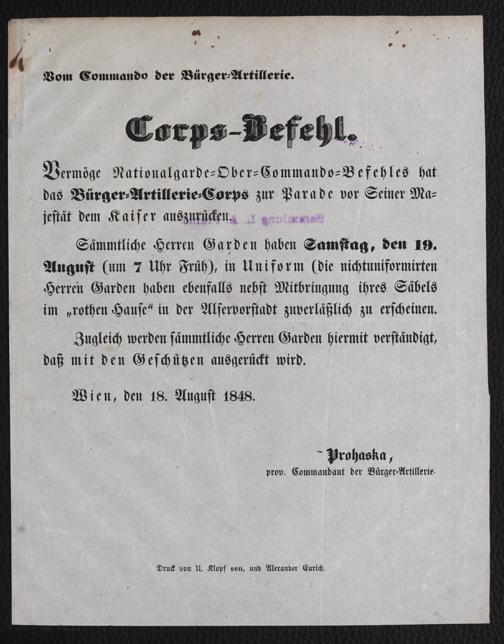 Vom Commando der Bürger-Artillerie.
Corps-Befehl.
Vermöge Nationalgarde-Ober-Commando-Befehles hat
das Bürger-Artillerie-Corps zur Parade vor Seiner Ma-
jestät dem Kaiser auszurücken.
Sämmtliche Herren Garden haben Samstag, den 19.
August (um 7 Uhr Früh), in Uniform (die nichtuniformirten
Herren Garden haben ebenfalls nebst Mitbringung ihres Säbels
im „rothen Hause" in der Alservorstadt zuverläßlich zu erscheinen.
Zugleich werden sämmtliche Herren Garden hiermit verständigt,
daß mit den Geschützen ausgerückt wird.
Wien, den 18. August 1848.
Prohaska,
prov. Commandant der Bürger-Artillerie.
Druck von U. Klopf sen. und Alexander Eurich.